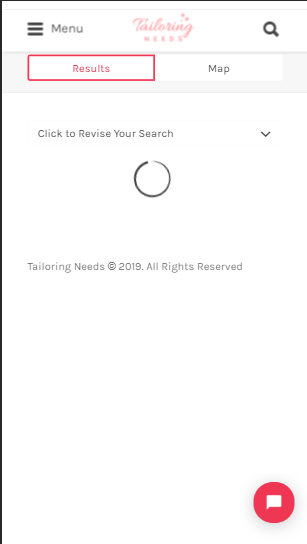 Menu
Tailoring
NEEDS
Results
Map
Click to Revise Your Search
Tailoring Needs © 2019. All Rights Reserved